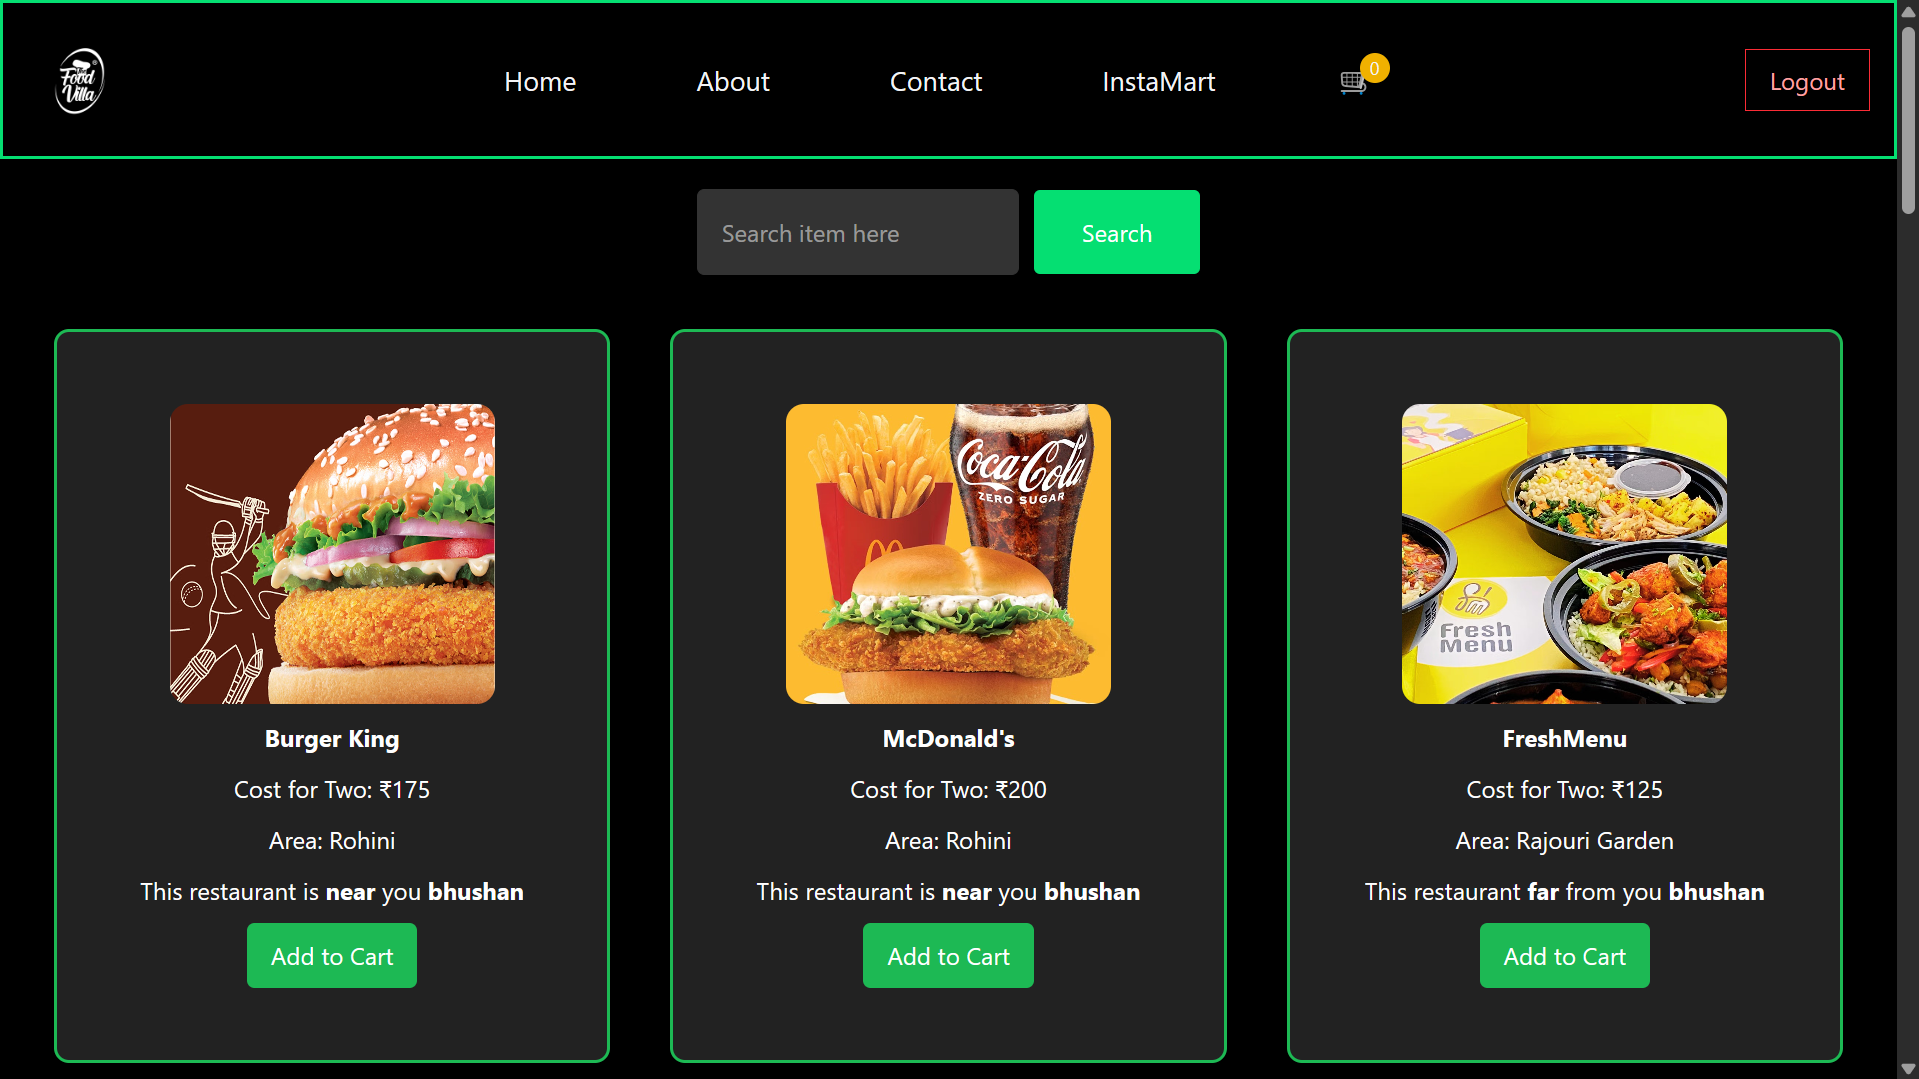 Food
Villa
Home
About
Contact
InstaMart
0
Logout
Search item here
Search
Coca-Cola
ZERO SUGAR
Fresh
Menu
Burger King
Cost for Two: ₹175
Area: Rohini
This restaurant is near you bhushan
Add to Cart
McDonald's
Cost for Two: ₹200
Area: Rohini
This restaurant is near you bhushan
Add to Cart
FreshMenu
Cost for Two: ₹125
Area: Rajouri Garden
This restaurant far from you bhushan
Add to Cart